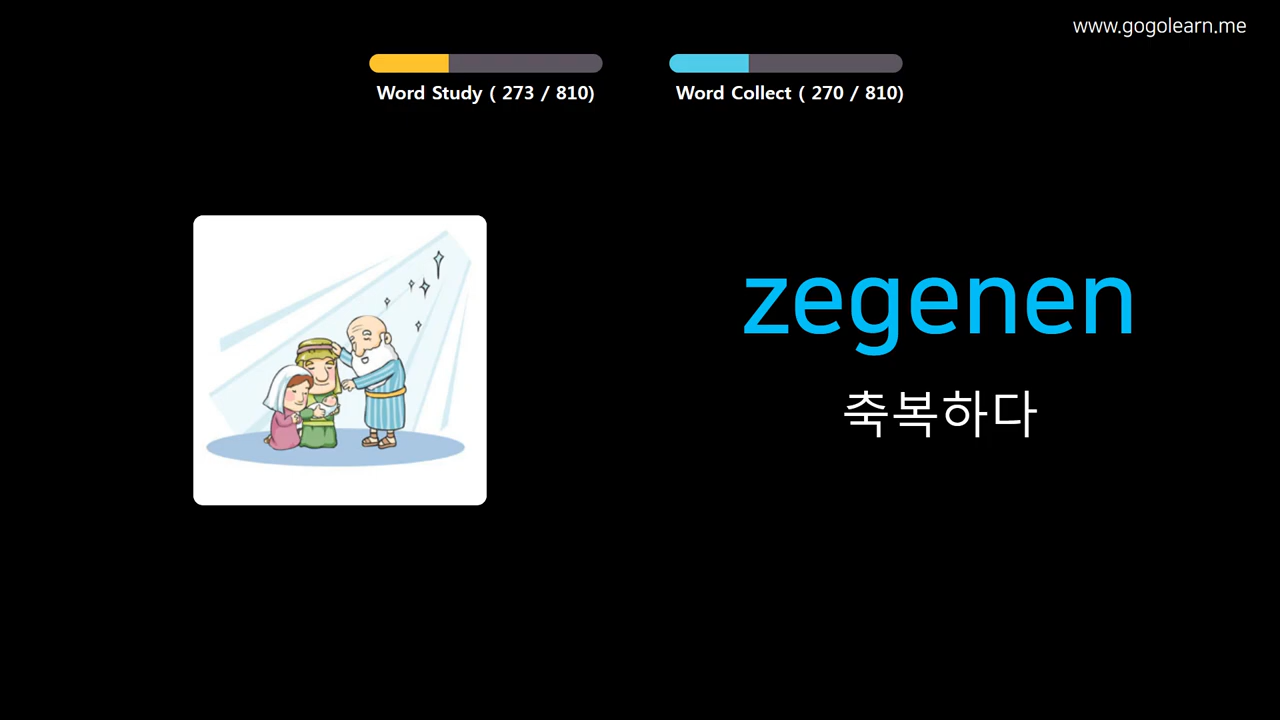 www.gogolearn.me
Word Study ( 273 / 810)
Word Collect ( 270 / 810)
zegenen
축복하다